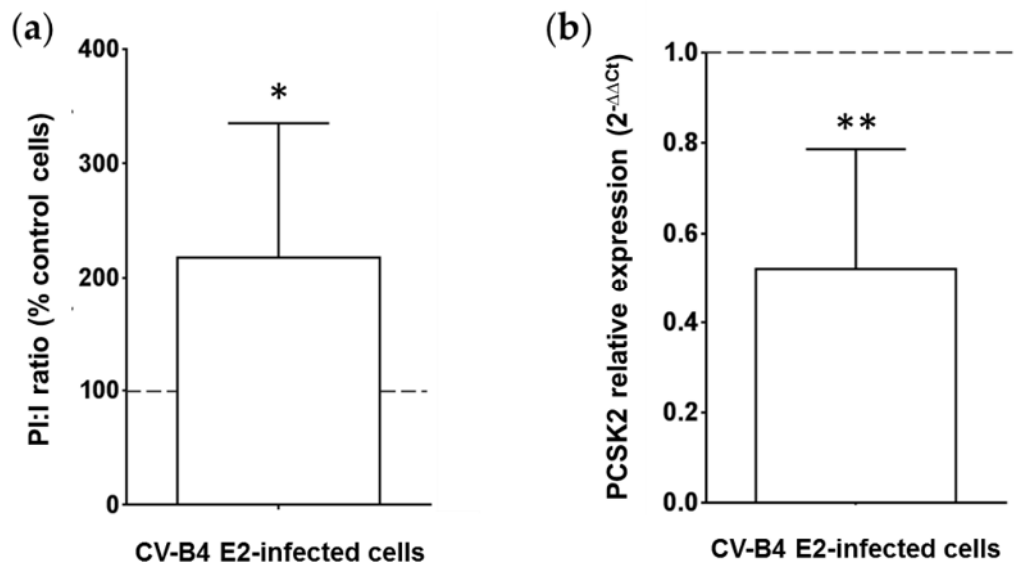 (a)
PI:I ratio (% control cells)
400
300
200
100
0
*
CV-B4 E2-infected cells
(b)
PCSK2 relative expression (2-ΔΔCt)
1.0
0.8
0.6
0.4
0.2
0.0
**
CV-B4 E2-infected cells